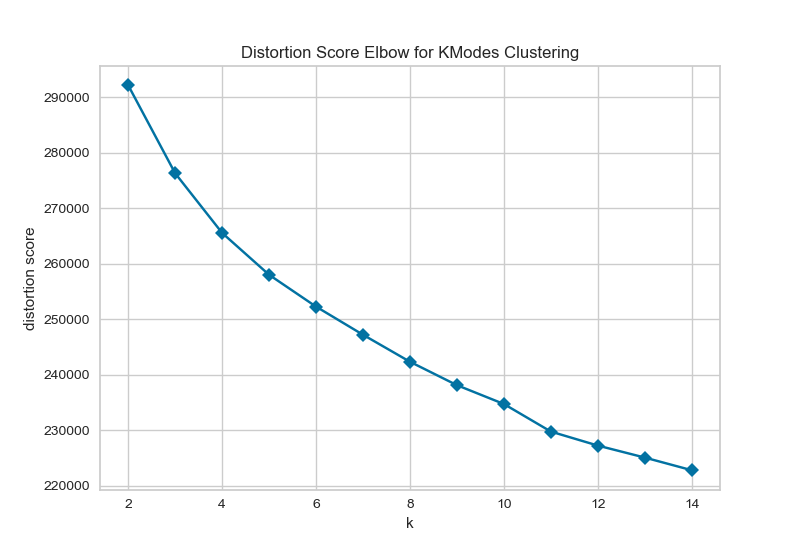 Distortion Score Elbow for KModes Clustering
290000
280000
270000
260000
250000
240000
230000
220000
distortion score
2 4 6 8 10 12 14
k